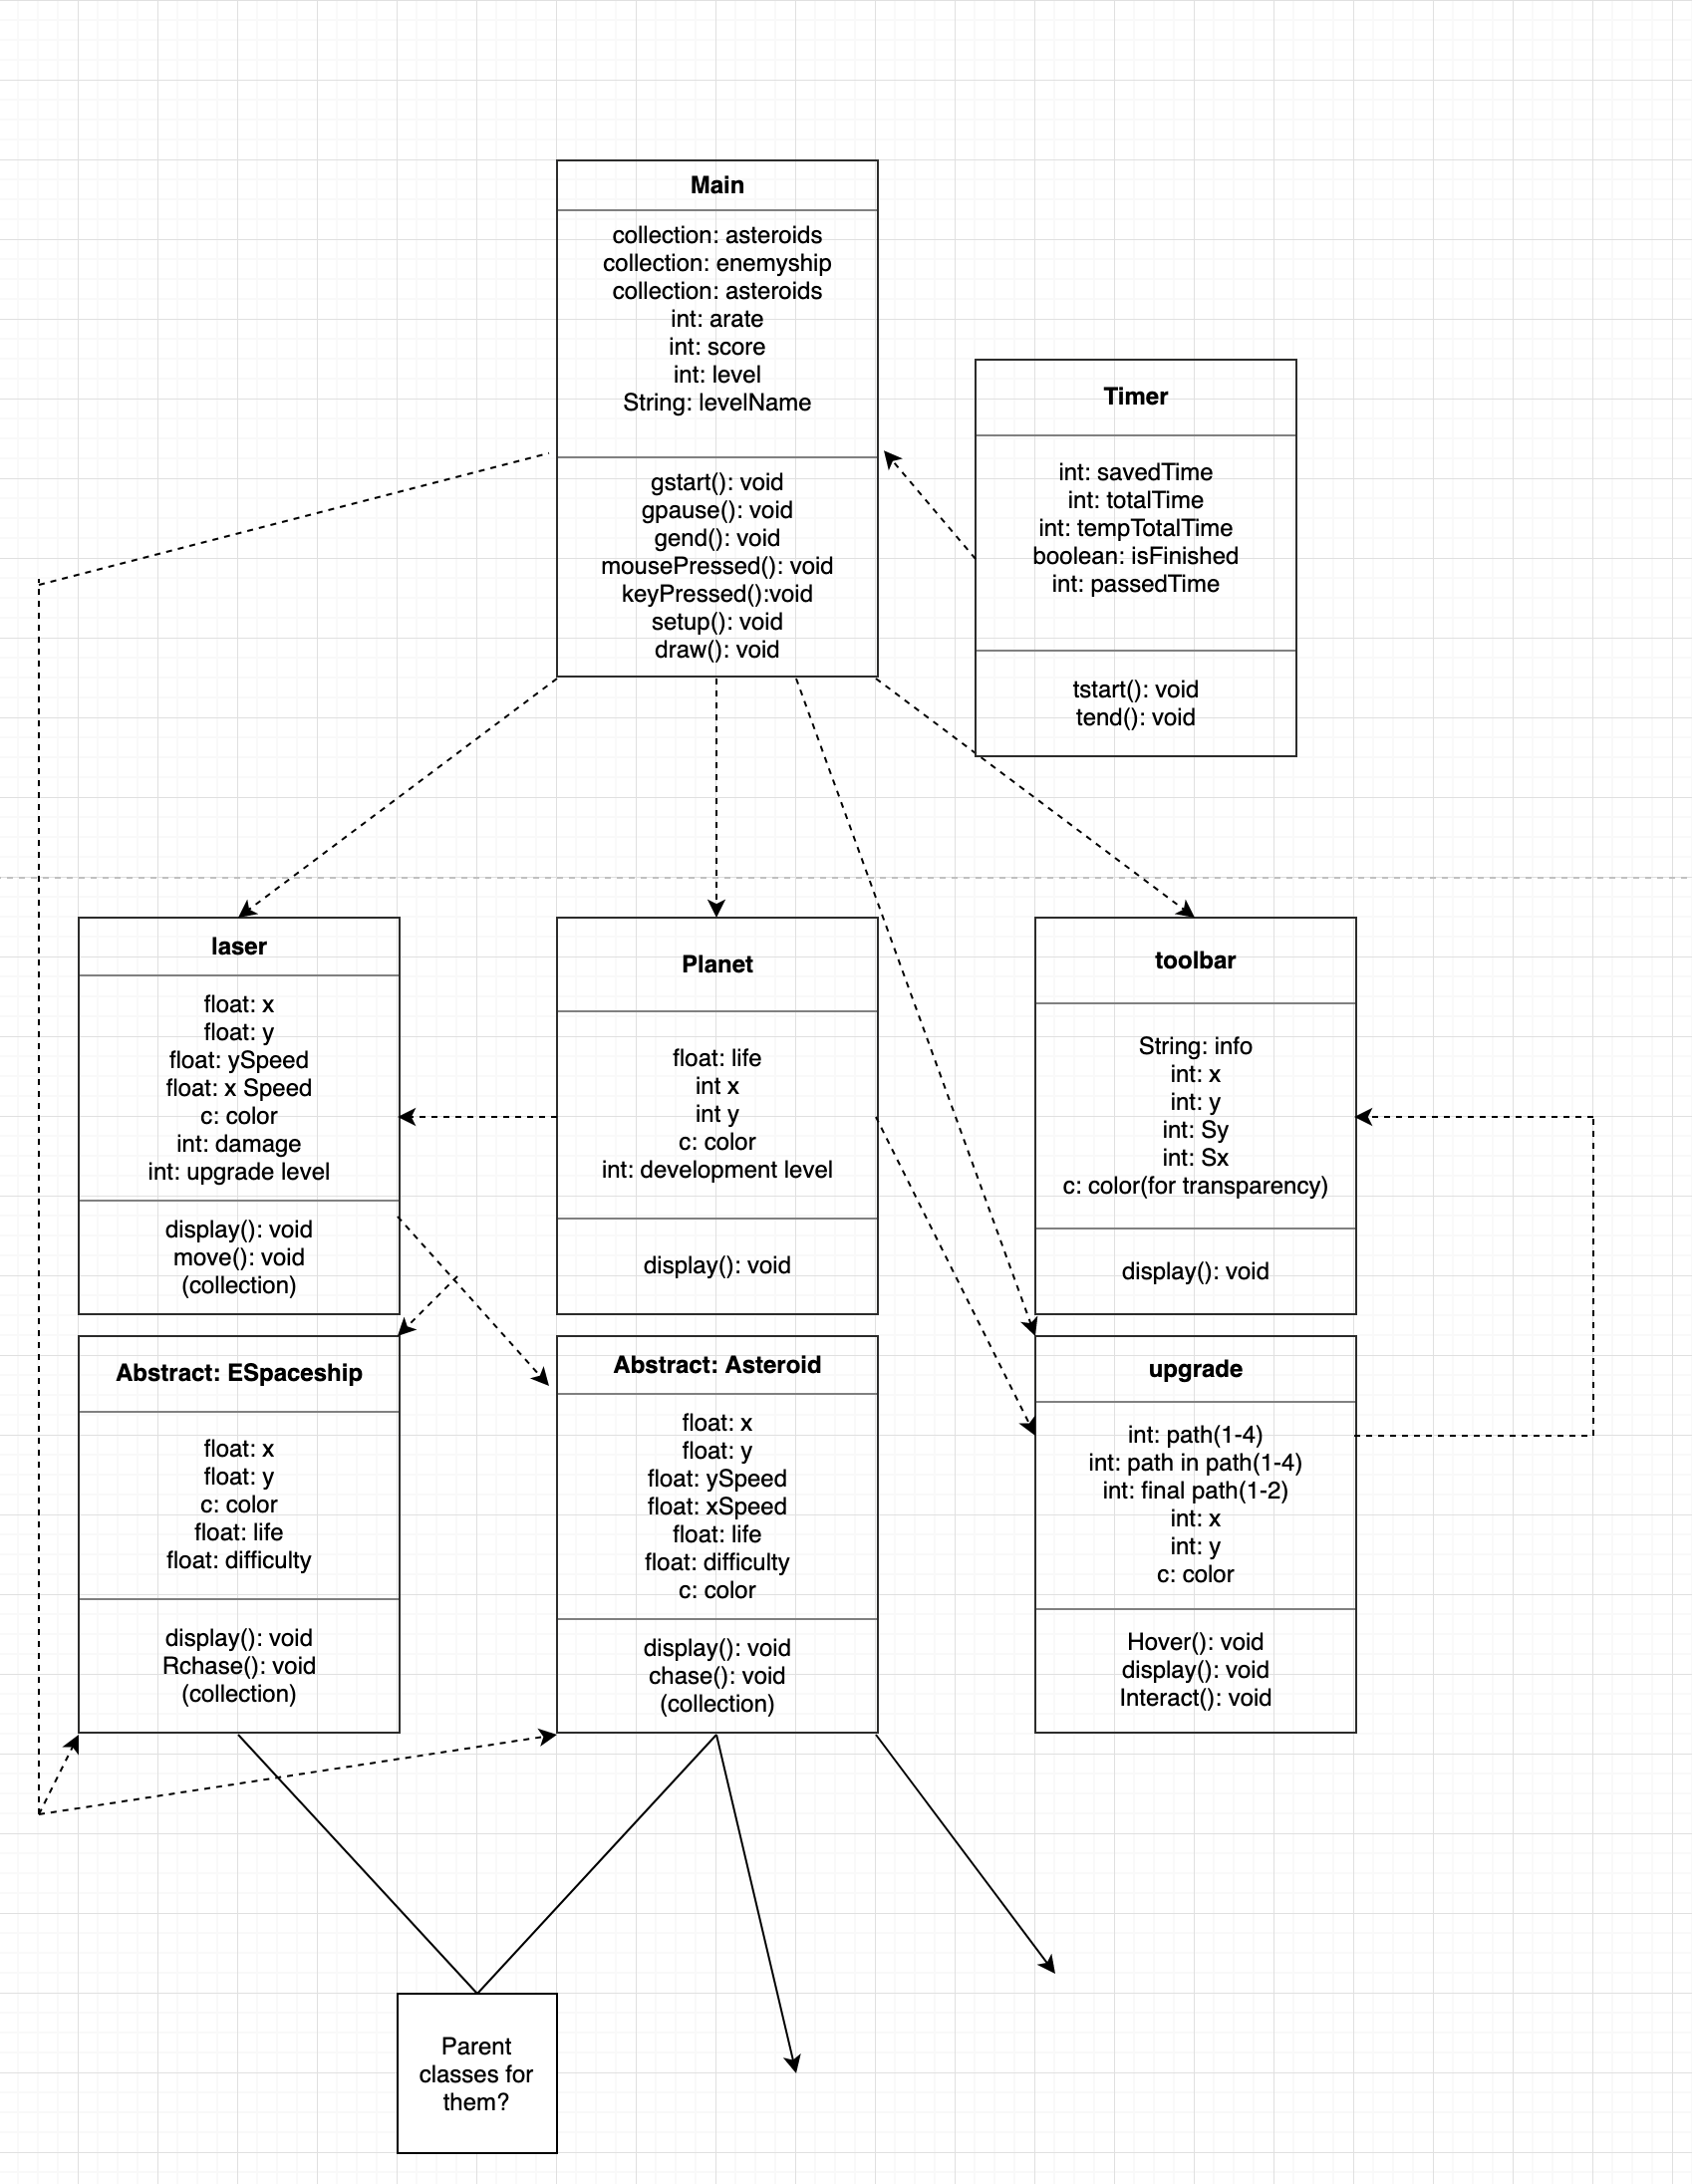 Main
collection: asteroids
collection: enemyship
collection: asteroids
int: arate
int: score
int: level
String: levelName
gstart(): void
gpause(): void
gend(): void
mousePressed(): void
keyPressed():void
setup(): void
draw(): void
Timer
int: savedTime
int: totalTime
int: tempTotalTime
boolean: isFinished
int: passedTime
tstart(): void
tend(): void
laser
float: x
float: y
float: ySpeed
float: x Speed
c: color
int: damage
int: upgrade level
display(): void
move(): void
(collection)
Planet
float: life
int x
int y
c: color
int: development level
display(): void
toolbar
String: info
int: x
int: y
int: Sy
int: Sx
c: color(for transparency)
display(): void
Abstract: ESpaceship
float: x
float: y
c: color
float: life
float: difficulty
display(): void
Rchase(): void
(collection)
Abstract: Asteroid
float: x
float: y
float: ySpeed
float: xSpeed
float: life
float: difficulty
c: color
display(): void
chase(): void
(collection)
upgrade
int: path(1-4)
int: path in path(1-4)
int: final path(1-2)
int: x
int: y
c: color
Hover(): void
display(): void
Interact(): void
Parent
classes for
them?